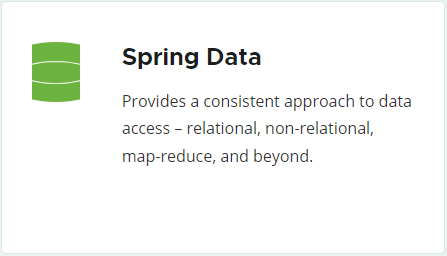 Spring Data
Provides a consistent approach to data
access – relational, non-relational,
map-reduce, and beyond.